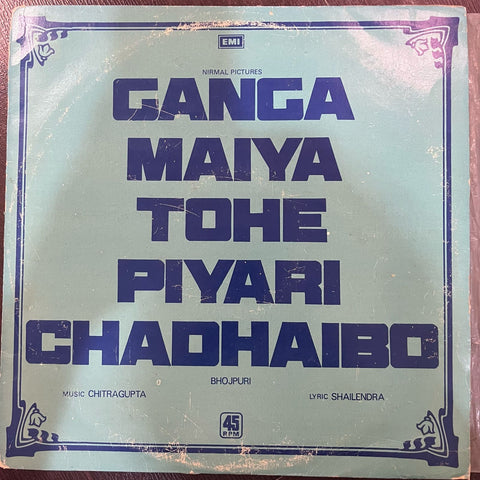 EMI
NIRMAL PICTURES
GANGA
MAIYA
TOHE
PIYARI
CHADHAIBO
BHOJPURI
MUSIC CHITRAGUPTA LYRIC SHAILENDRA
45
RPM